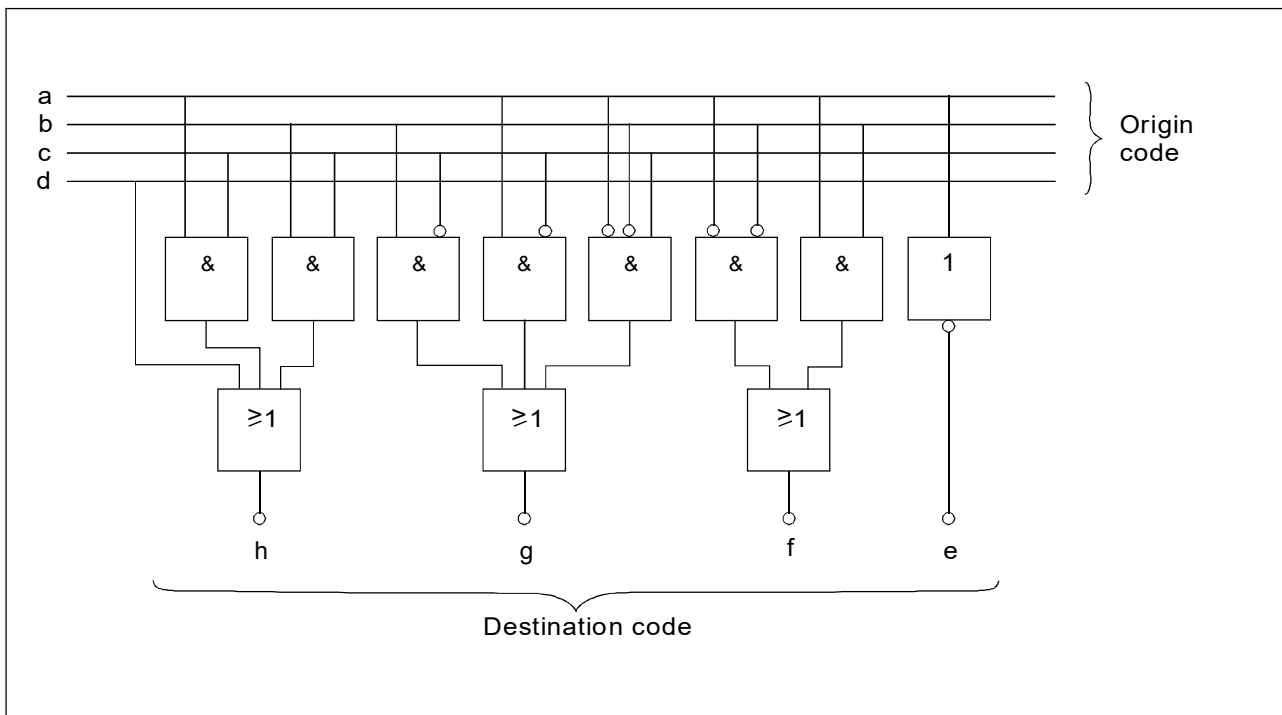 a
b
c
d
Origin
code
& & & & & & & 1
≥1 ≥1 ≥1
h g f e
Destination code